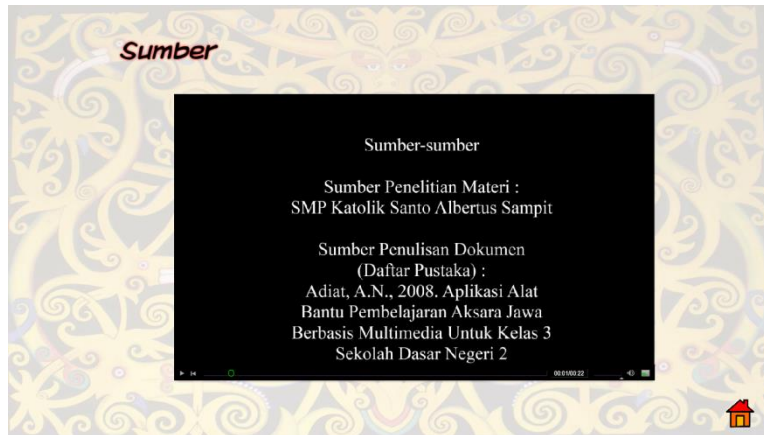 Sumber
Sumber-sumber
Sumber Penelitian Materi :
SMP Katolik Santo Albertus Sampit
Sumber Penulisan Dokumen
(Daftar Pustaka) :
Adiat, A.N., 2008. Aplikasi Alat
Bantu Pembelajaran Aksara Jawa
Berbasis Multimedia Untuk Kelas 3
Sekolah Dasar Negeri 2
00:01/00:22